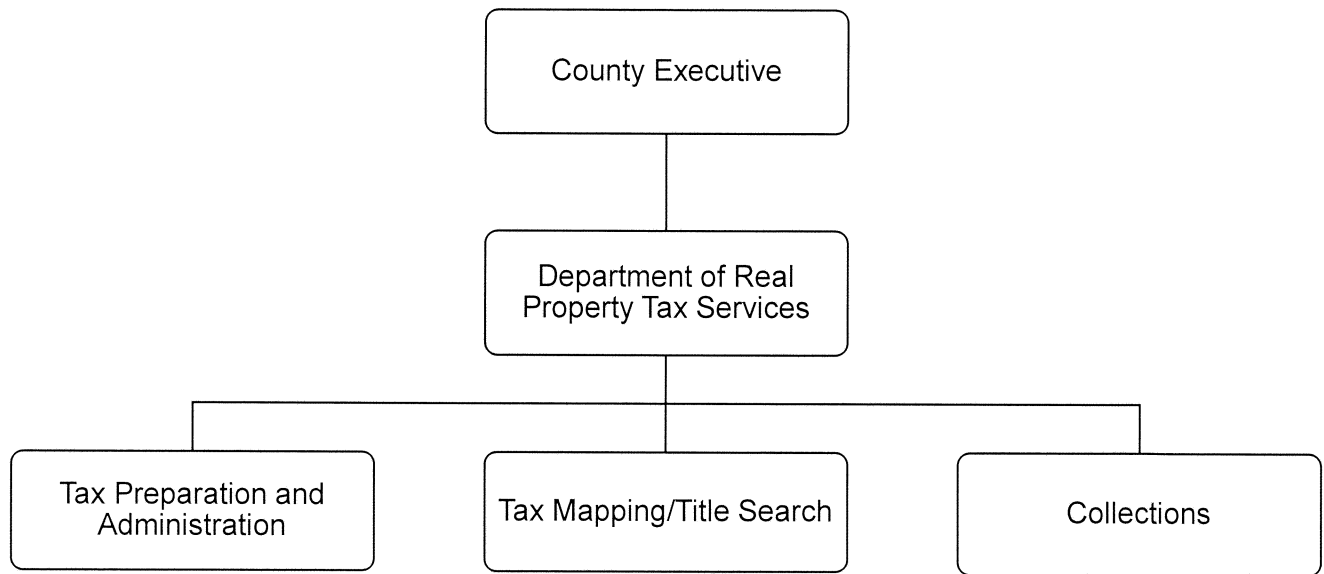 County Executive
Department of Real
Property Tax Services
Tax Preparation and
Administration
Tax Mapping/Title Search
Collections